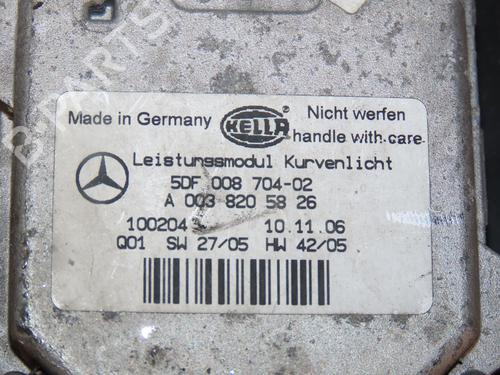 Made in Germany
HELLA
Nicht werfen
handle with care
Leistungsmodul Kurvenlicht
5DF 008 704-02
A 003 820 58 26
100204
10.11.06
Q01 SW 27/05 HW 42/05